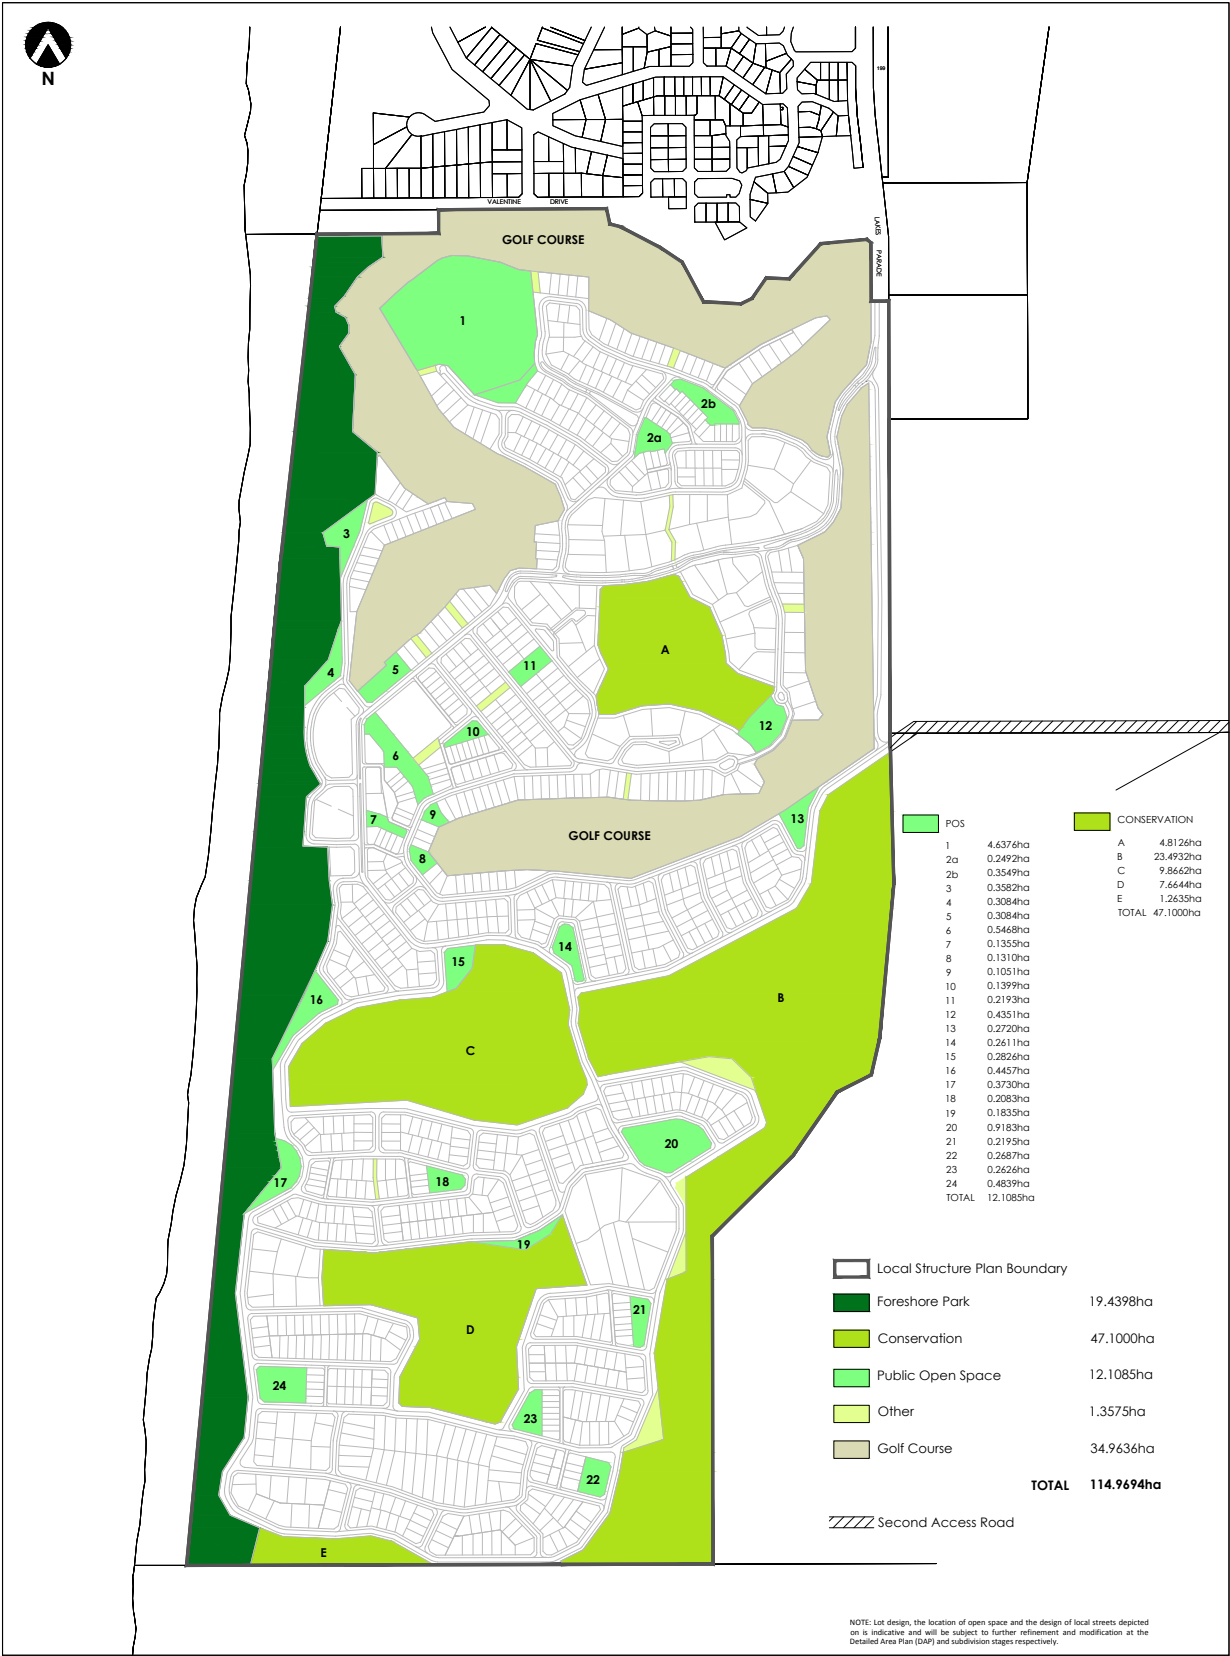 N
199
VALENTINE DRIVE
LAKES PARADE
GOLF COURSE
1
2b
2a
3
A
4
5
11
12
10
6
9
7
8
13
GOLF COURSE
14
15
16
B
C
20
17
18
19
21
D
24
23
22
E
POS
1 4.6376ha
2a 0.2492ha
2b 0.3549ha
3 0.3582ha
4 0.3084ha
5 0.3084ha
6 0.5468ha
7 0.1355ha
8 0.1310ha
9 0.1051ha
10 0.1399ha
11 0.2193ha
12 0.4351ha
13 0.2720ha
14 0.2611ha
15 0.2826ha
16 0.4457ha
17 0.3730ha
18 0.2083ha
19 0.1835ha
20 0.9183ha
21 0.2195ha
22 0.2687ha
23 0.2626ha
24 0.4839ha
TOTAL 12.1085ha
CONSERVATION
A 4.8126ha
B 23.4932ha
C 9.8662ha
D 7.6644ha
E 1.2635ha
TOTAL 47.1000ha
Local Structure Plan Boundary
Foreshore Park 19.4398ha
Conservation 47.1000ha
Public Open Space 12.1085ha
Other 1.3575ha
Golf Course 34.9636ha
TOTAL 114.9694ha
Second Access Road
NOTE: Lot design, the location of open space and the design of local streets depicted
on is indicative and will be subject to further refinement and modification at the
Detailed Area Plan (DAP) and subdivision stages respectively.